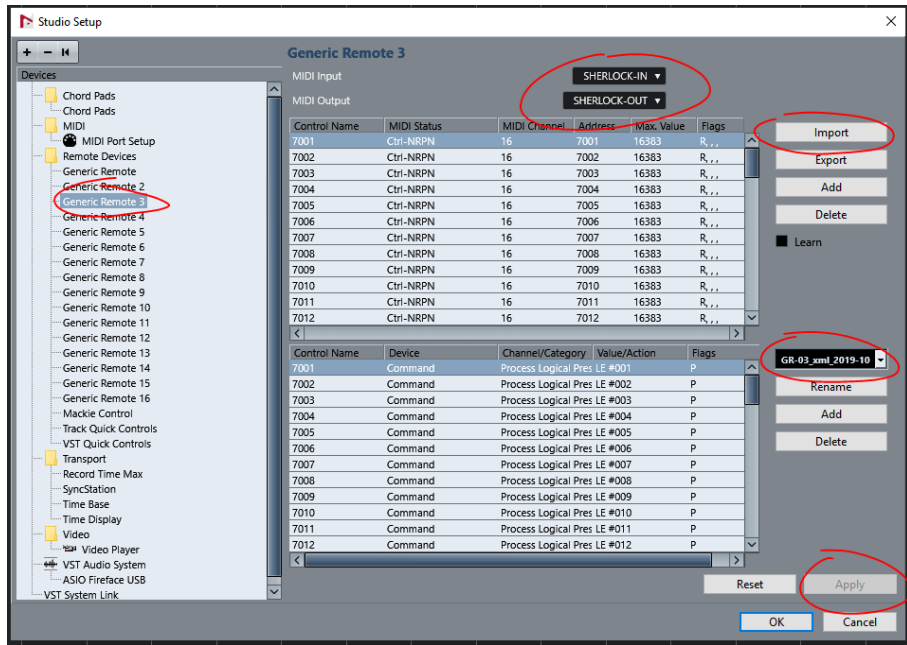 Studio Setup
+ - I◄
Devices
Chord Pads
Chord Pads
MIDI
MIDI Port Setup
Remote Devices
Generic Remote
Generic Remote 2
Generic Remote 3
Generic Remote 4
Generic Remote 5
Generic Remote 6
Generic Remote 7
Generic Remote 8
Generic Remote 9
Generic Remote 10
Generic Remote 11
Generic Remote 12
Generic Remote 13
Generic Remote 14
Generic Remote 15
Generic Remote 16
Mackie Control
Track Quick Controls
VST Quick Controls
Transport
Record Time Max
SyncStation
Time Base
Time Display
Video
Video Player
VST Audio System
ASIO Fireface USB
VST System Link
Generic Remote 3
MIDI Input SHERLOCK-IN
MIDI Output SHERLOCK-OUT
Control Name MIDI Status MIDI Channel Address Max. Value Flags
7001 Ctrl-NRPN 16 7001 16383 R, , ,
7002 Ctrl-NRPN 16 7002 16383 R, , ,
7003 Ctrl-NRPN 16 7003 16383 R, , ,
7004 Ctrl-NRPN 16 7004 16383 R, , ,
7005 Ctrl-NRPN 16 7005 16383 R, , ,
7006 Ctrl-NRPN 16 7006 16383 R, , ,
7007 Ctrl-NRPN 16 7007 16383 R, , ,
7008 Ctrl-NRPN 16 7008 16383 R, , ,
7009 Ctrl-NRPN 16 7009 16383 R, , ,
7010 Ctrl-NRPN 16 7010 16383 R, , ,
7011 Ctrl-NRPN 16 7011 16383 R, , ,
7012 Ctrl-NRPN 16 7012 16383 R, , ,
Import
Export
Add
Delete
Learn
Control Name Device Channel/Category Value/Action Flags
7001 Command Process Logical Pres LE #001 P
7002 Command Process Logical Pres LE #002 P
7003 Command Process Logical Pres LE #003 P
7004 Command Process Logical Pres LE #004 P
7005 Command Process Logical Pres LE #005 P
7006 Command Process Logical Pres LE #006 P
7007 Command Process Logical Pres LE #007 P
7008 Command Process Logical Pres LE #008 P
7009 Command Process Logical Pres LE #009 P
7010 Command Process Logical Pres LE #010 P
7011 Command Process Logical Pres LE #011 P
7012 Command Process Logical Pres LE #012 P
GR-03_xml_2019-10
Rename
Add
Delete
Reset Apply
OK Cancel